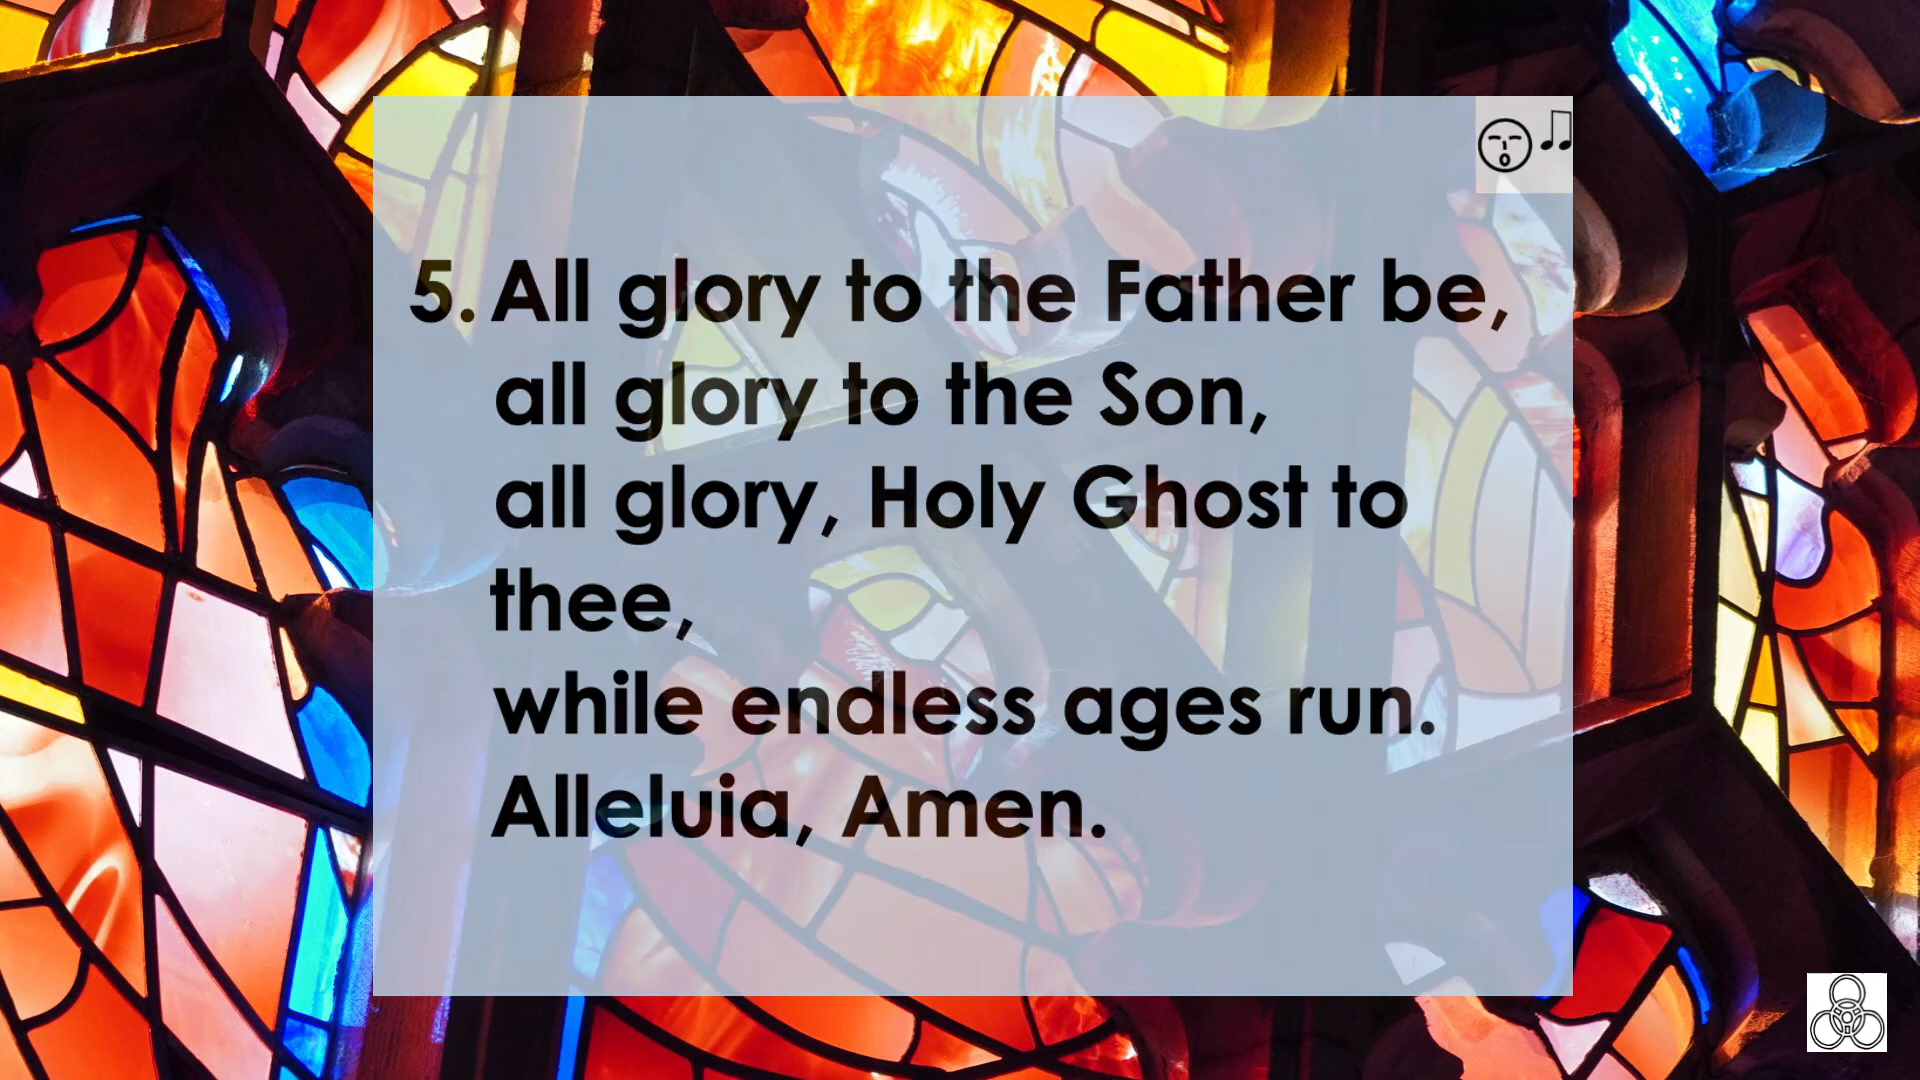 5. All glory to the Father be,
all glory to the Son,
all glory, Holy Ghost to
thee,
while endless ages run.
Alleluia, Amen.